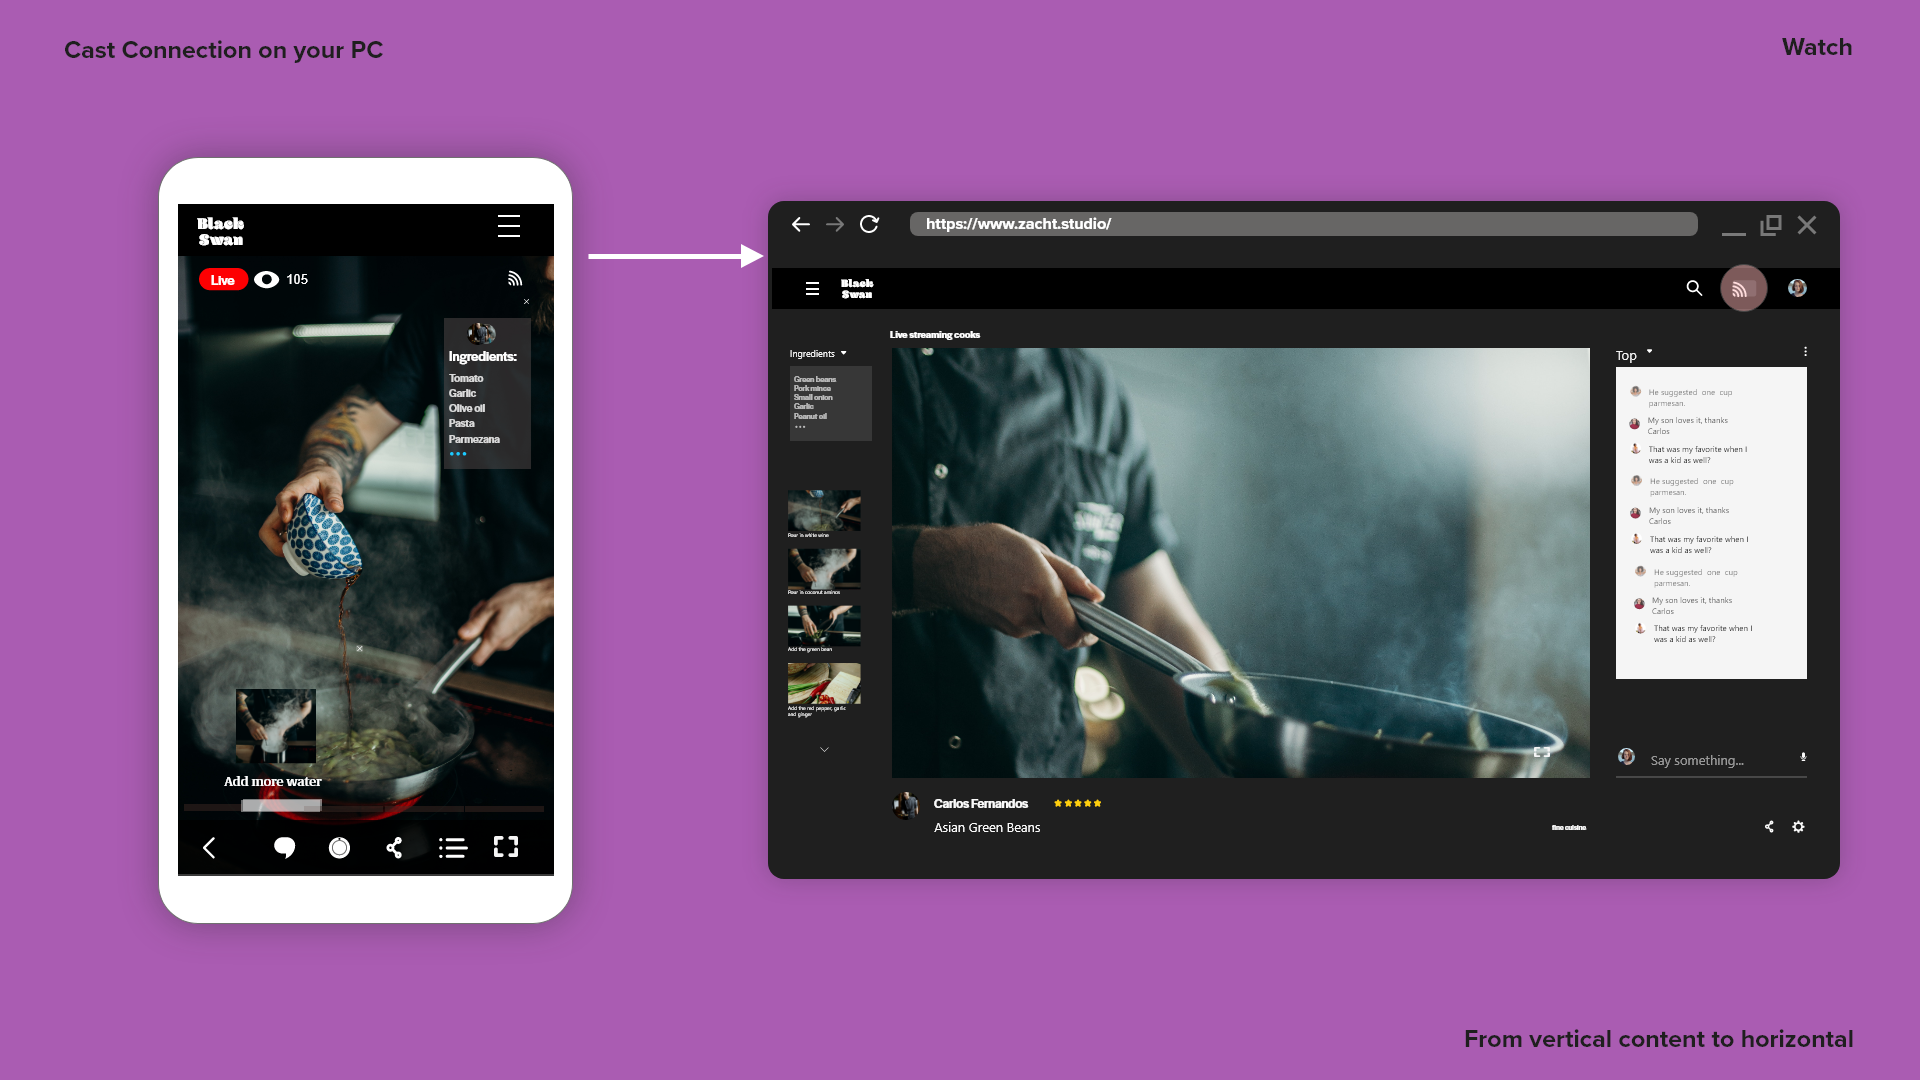 Cast Connection on your PC
Watch
Black
Swan
Live
105
Ingredients:
Tomato
Garlic
Olive oil
Pasta
Parmezana
Add more water
https://www.zacht.studio/
Black
Swan
Live streaming cooks
Ingredients
Green beans
Pork mince
Small onion
Garlic
Peanut oil
Pour in white wine
Pour in coconut aminos
Add the green bean
Add the red pepper, garlic
and ginger
Carlos Fernandos
Asian Green Beans
fine cuisine
Top
He suggested one cup
parmesan.
My son loves it, thanks
Carlos
That was my favorite when I
was a kid as well?
He suggested one cup
parmesan.
My son loves it, thanks
Carlos
That was my favorite when I
was a kid as well?
He suggested one cup
parmesan.
My son loves it, thanks
Carlos
That was my favorite when I
was a kid as well?
Say something...
From vertical content to horizontal